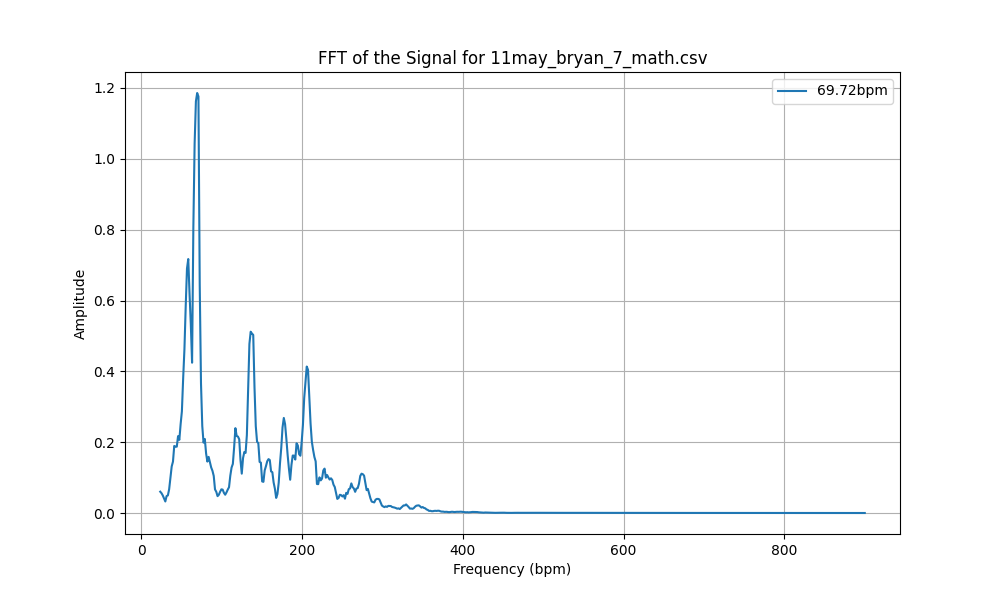 FFT of the Signal for 11may_bryan_7_math.csv
69.72bpm
1.2
1.0
0.8
0.6
0.4
0.2
0.0
Amplitude
0 200 400 600 800
Frequency (bpm)